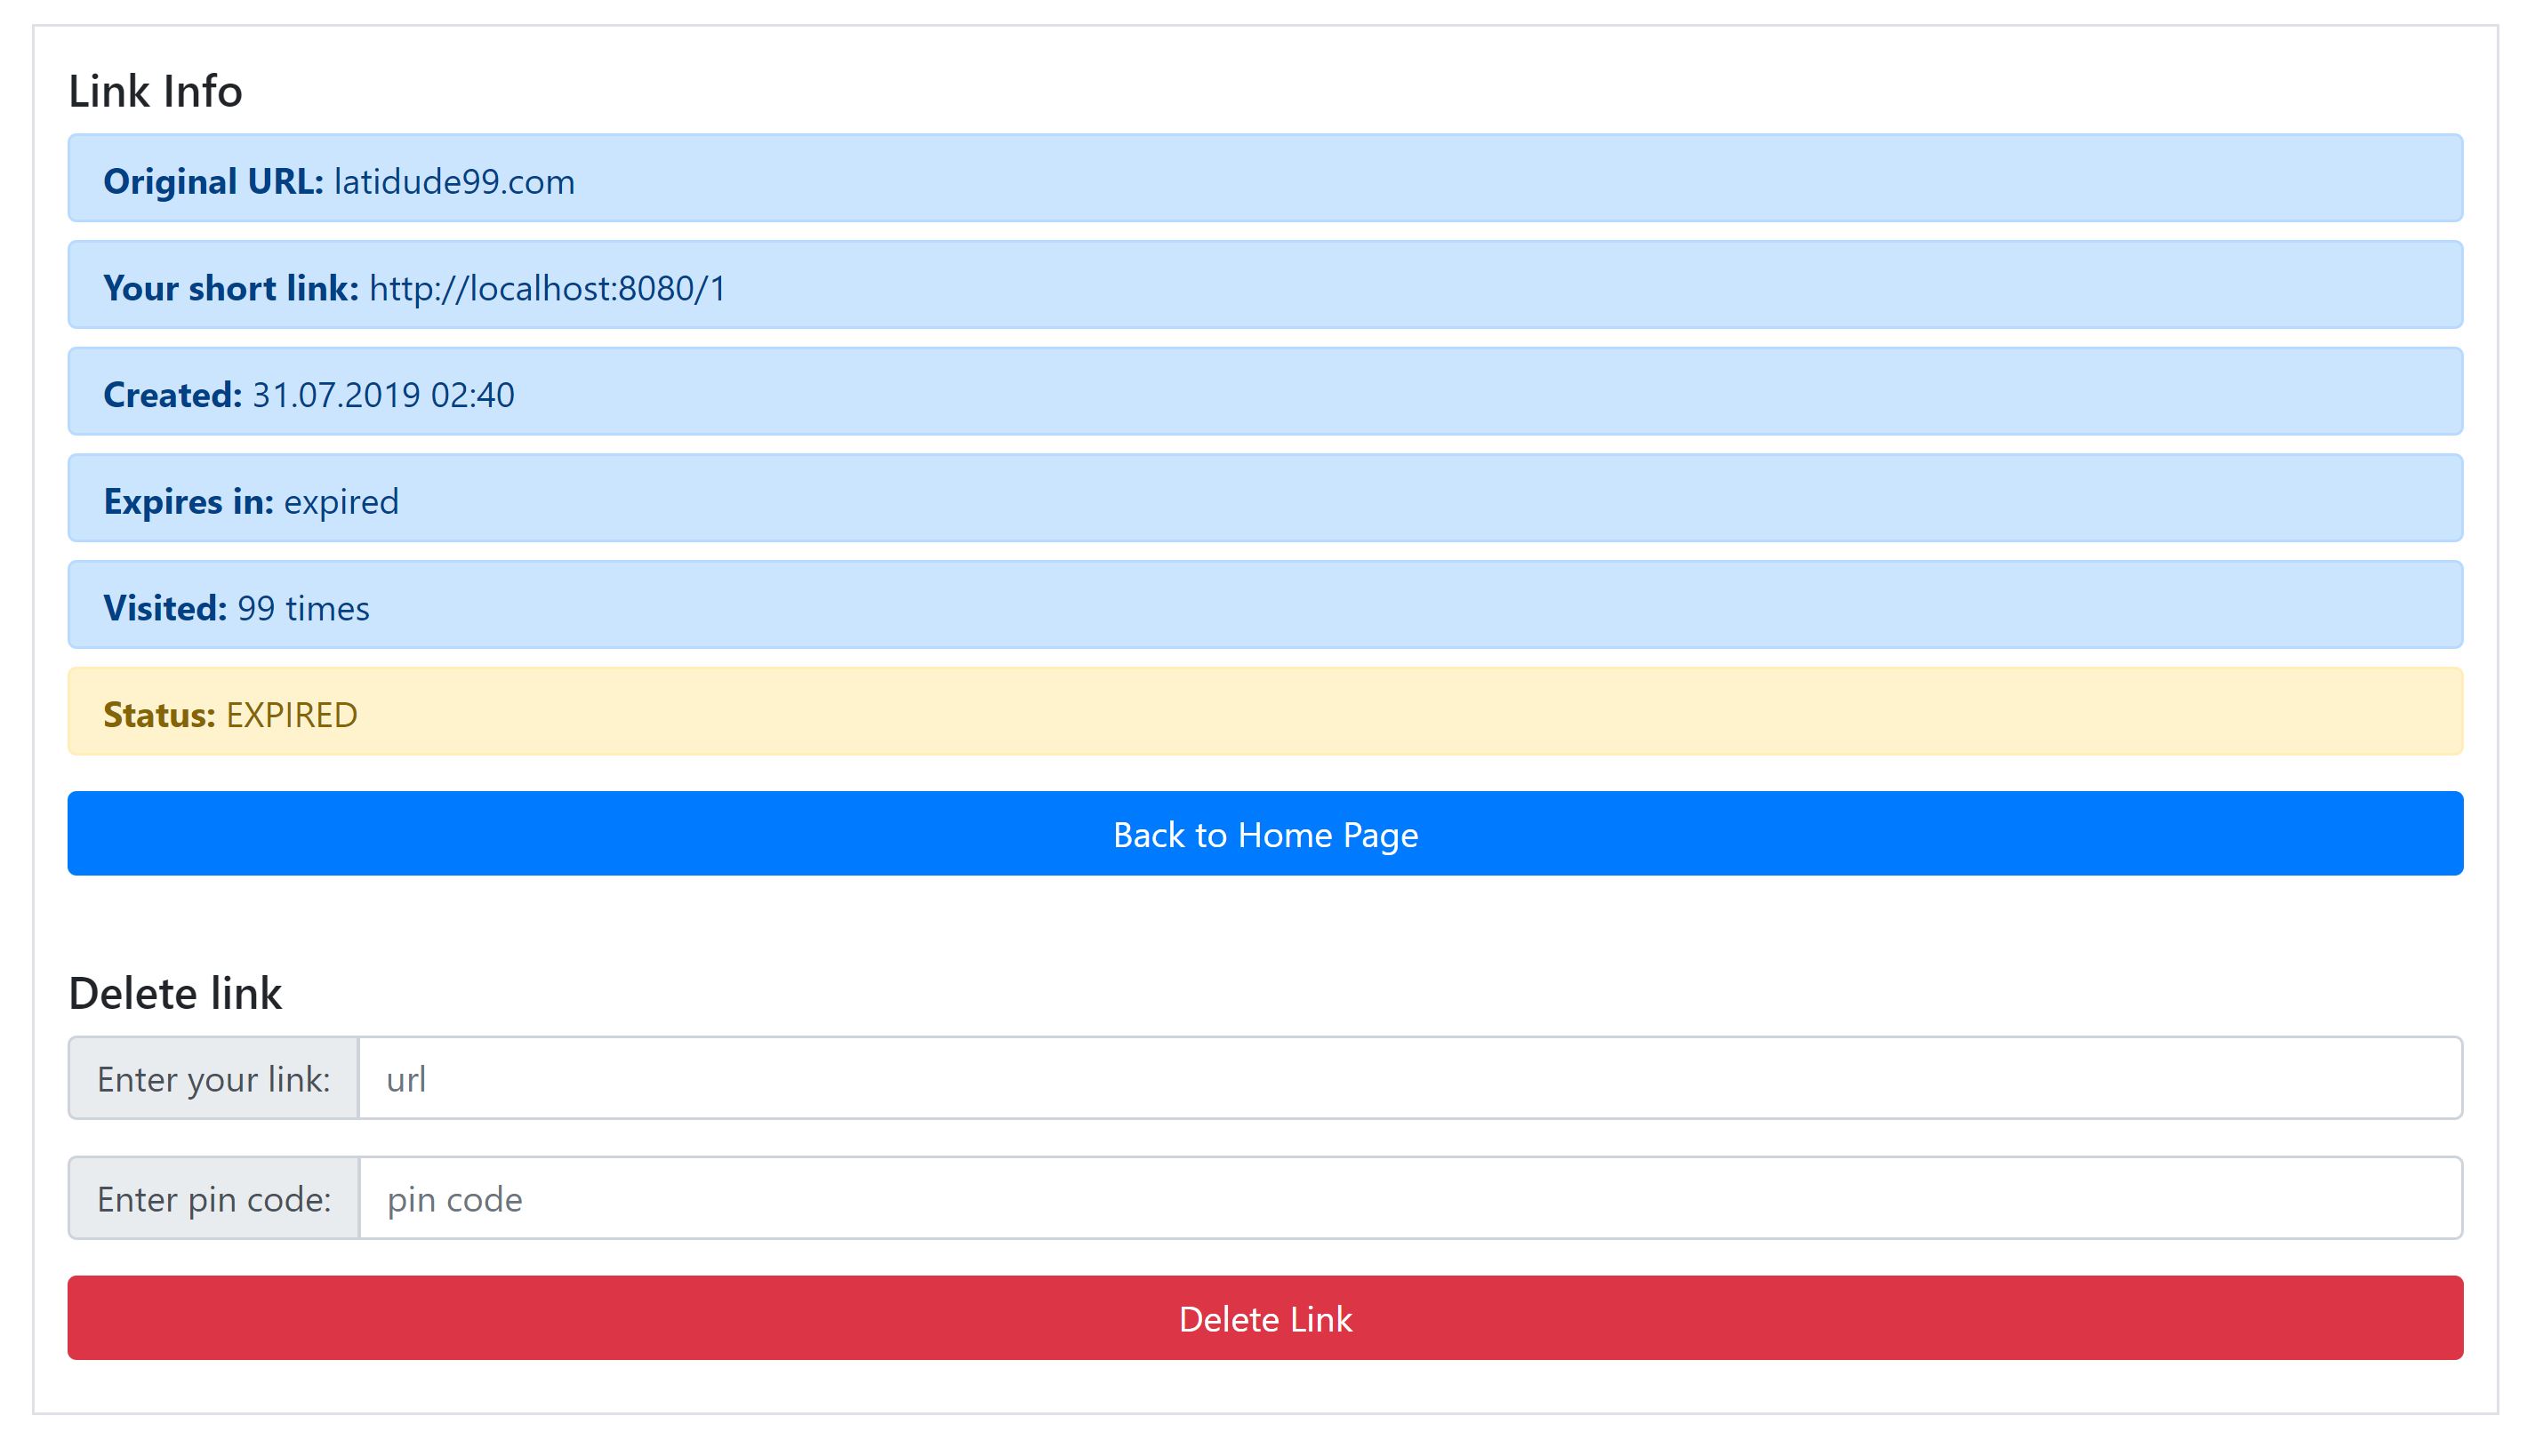 Link Info
Original URL: latidude99.com
Your short link: http://localhost:8080/1
Created: 31.07.2019 02:40
Expires in: expired
Visited: 99 times
Status: EXPIRED
Back to Home Page
Delete link
Enter your link: url
Enter pin code: pin code
Delete Link